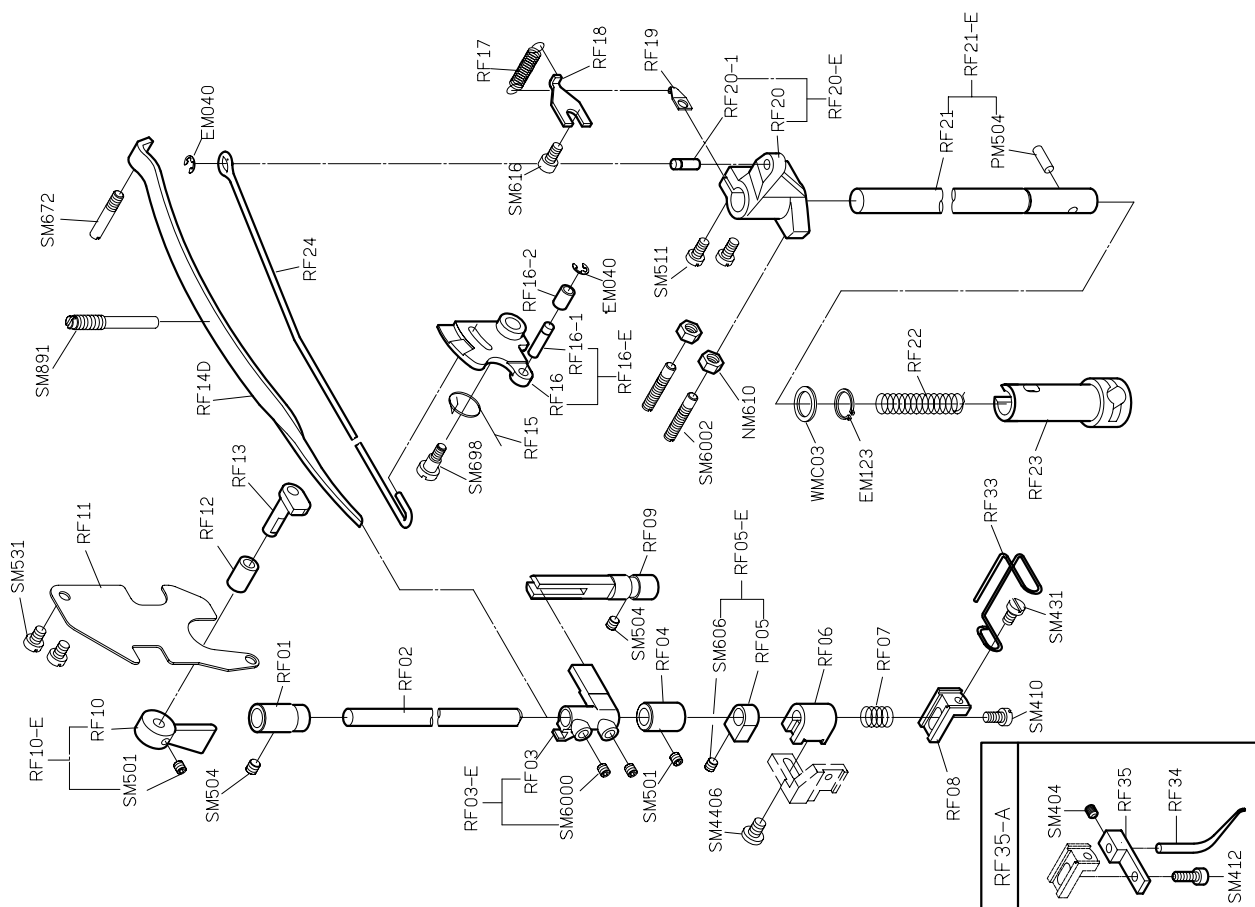 RF17
RF18
RF19
RF20-1
RF20
RF20-E
RF21-E
RF21
PM504
EM040
SM616
SM672
RF24
SM511
RF16-2
EM040
RF16-1
RF16
RF16-E
SM891
RF14D
RF15
SM698
NM610
SM6002
RF22
WMC03
EM123
RF23
RF13
RF12
RF11
SM531
RF09
SM504
RF05-E
RF33
SM431
RF01
RF02
RF04
SM606
RF05
RF06
RF07
RF10
RF10-E
SM501
SM504
RF03
RF03-E
SM6000
SM501
SM4406
RF08
SM410
RF35-A
SM404
RF35
RF34
SM412